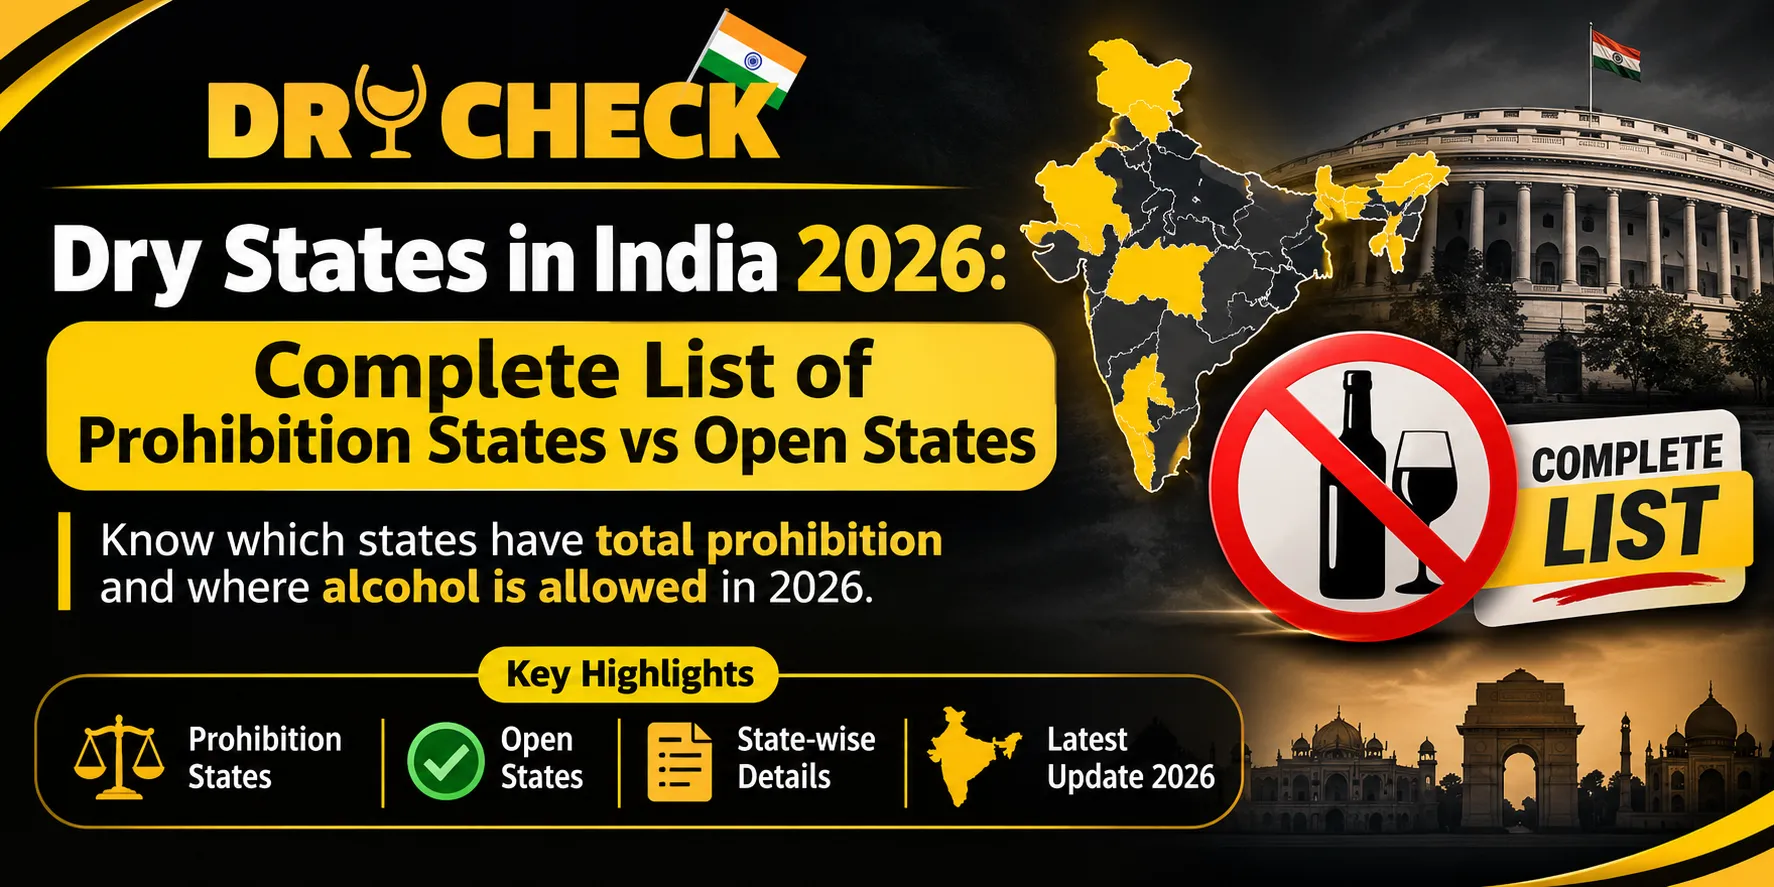 DRY CHECK
Dry States in India 2026:
Complete List of
Prohibition States vs Open States
Know which states have total prohibition
and where alcohol is allowed in 2026.
COMPLETE
LIST
Key Highlights
Prohibition
States
Open
States
State-wise
Details
Latest
Update 2026